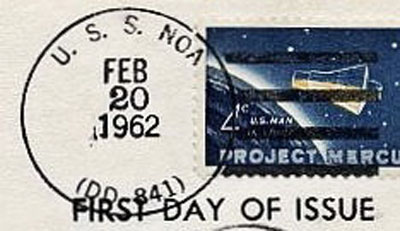 U. S. S. NOA
FEB
20
1962
(DD 841)
4¢
U.S. MAN
PROJECT MERCU
FIRST DAY OF ISSUE